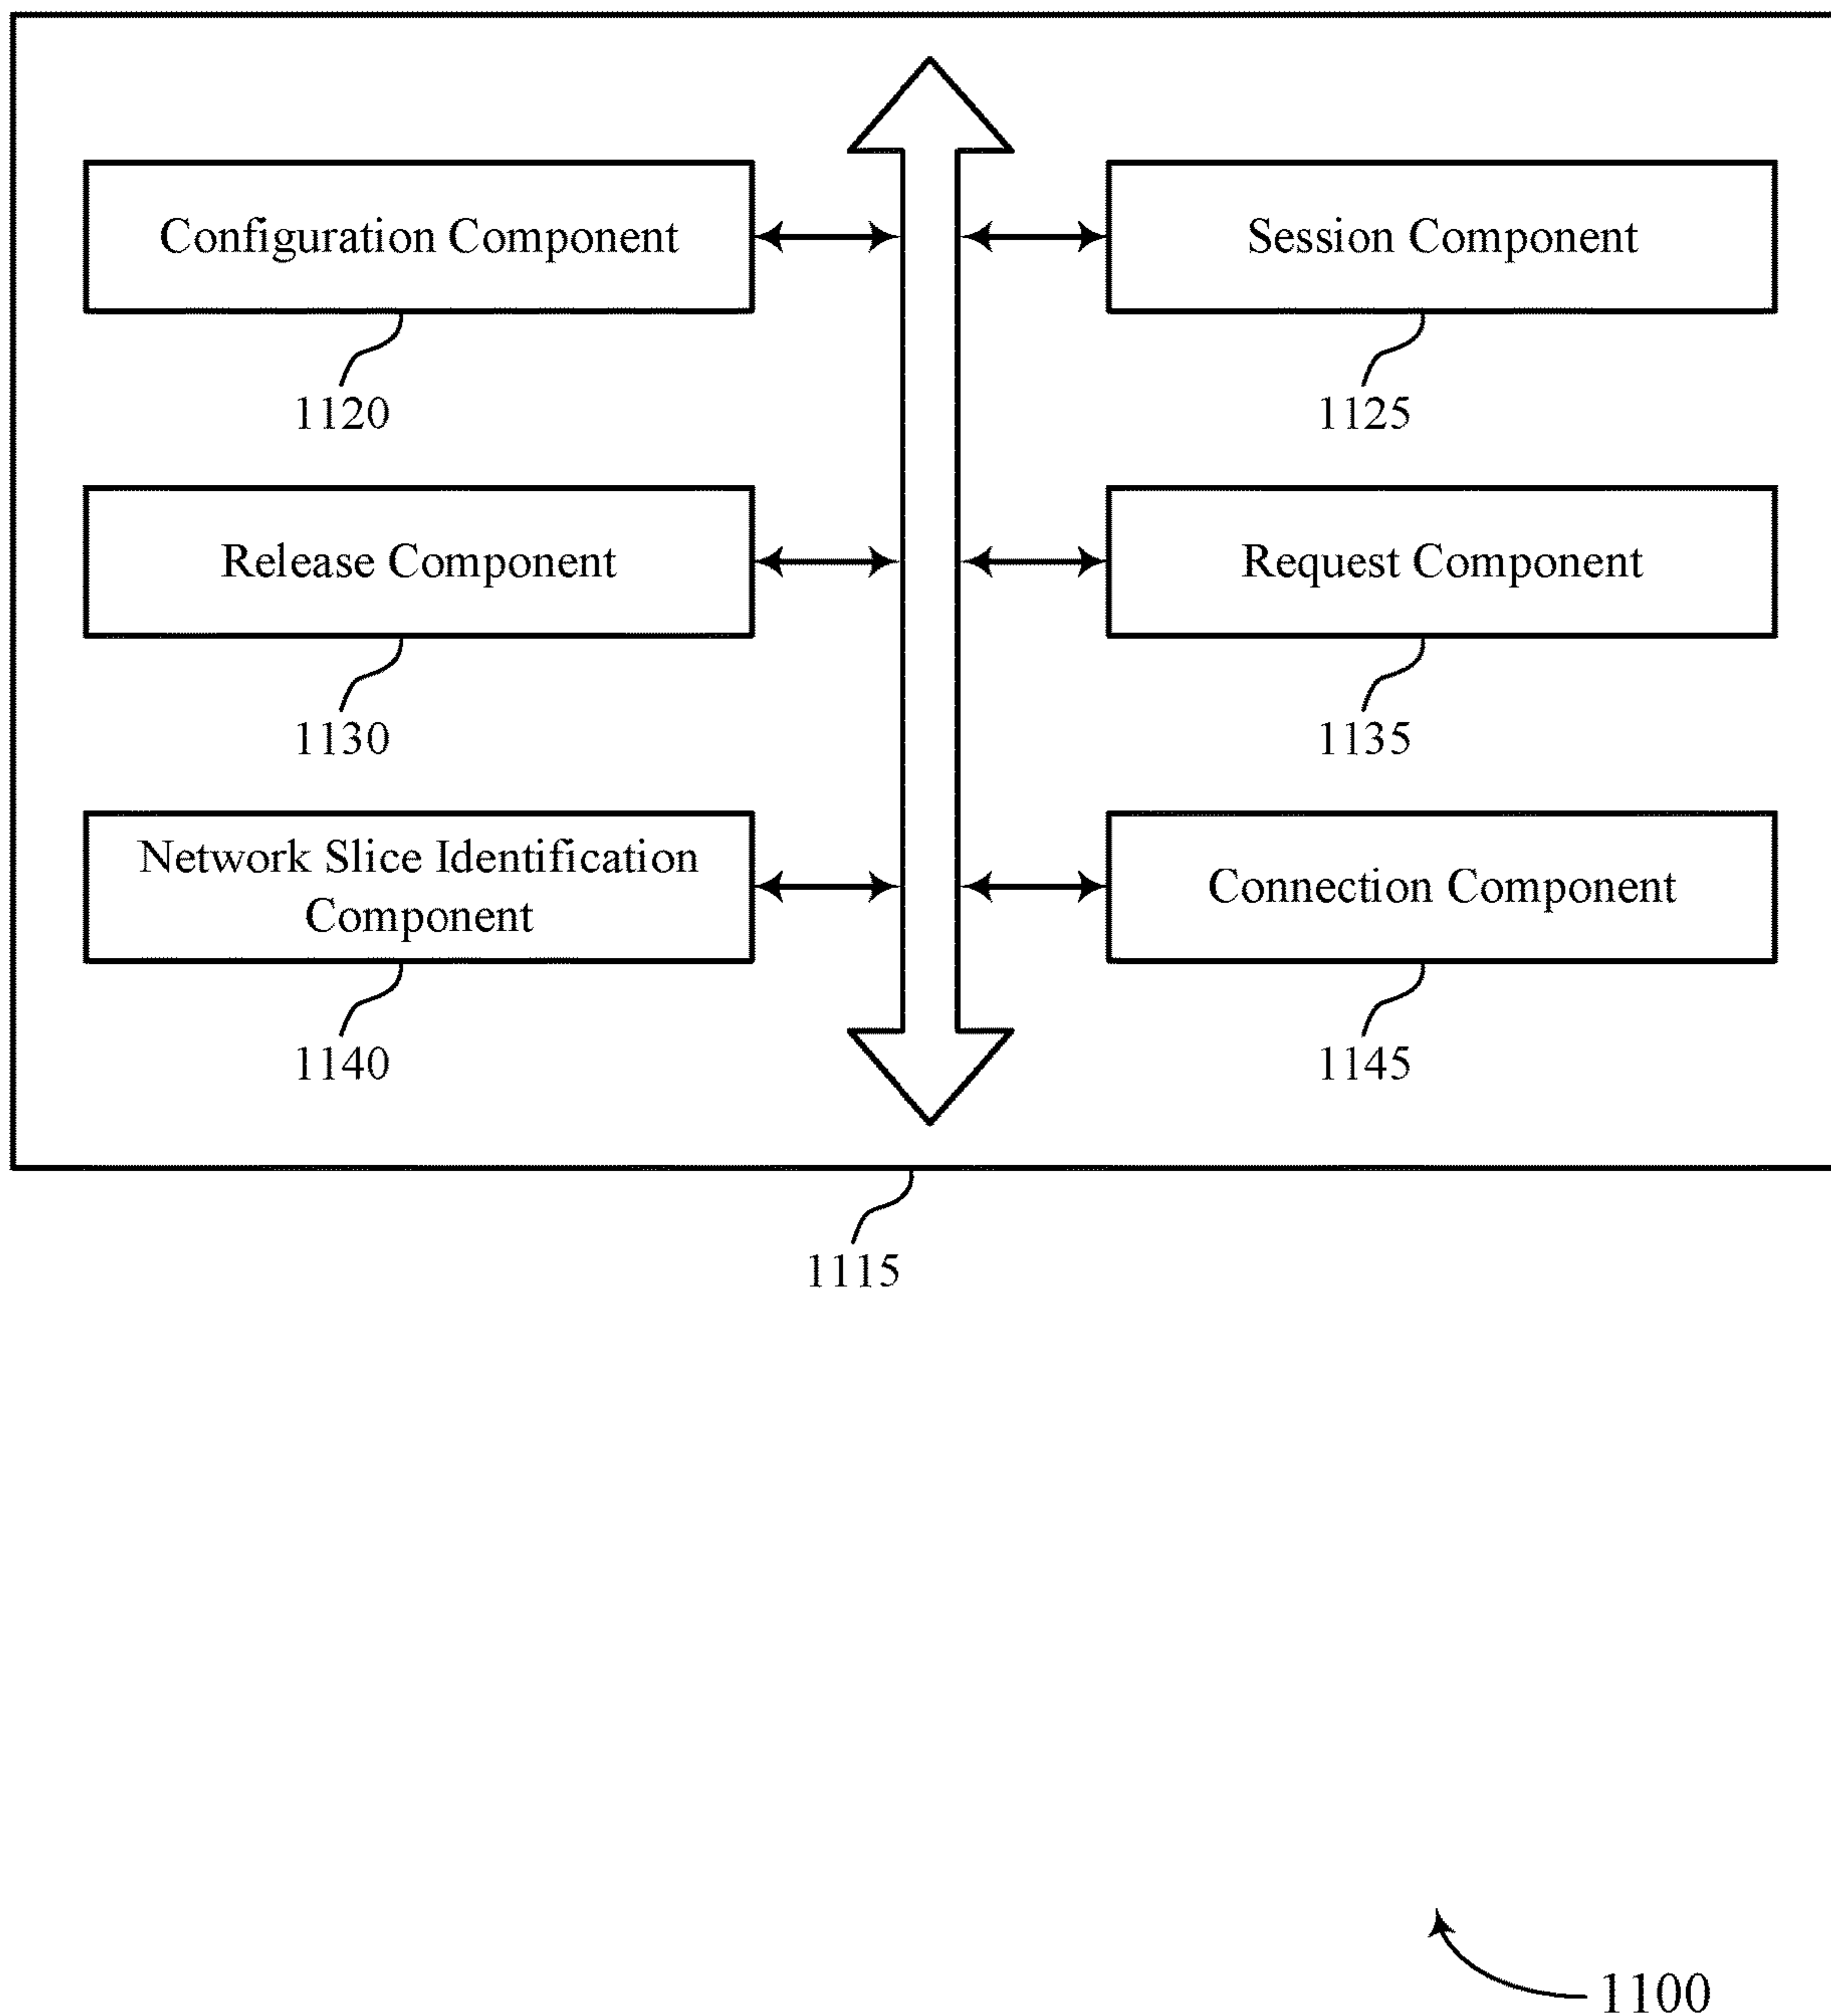 Configuration Component
Session Component
1120
1125
Release Component
Request Component
1130
1135
Network Slice Identification
Component
Connection Component
1140
1145
1115
1100